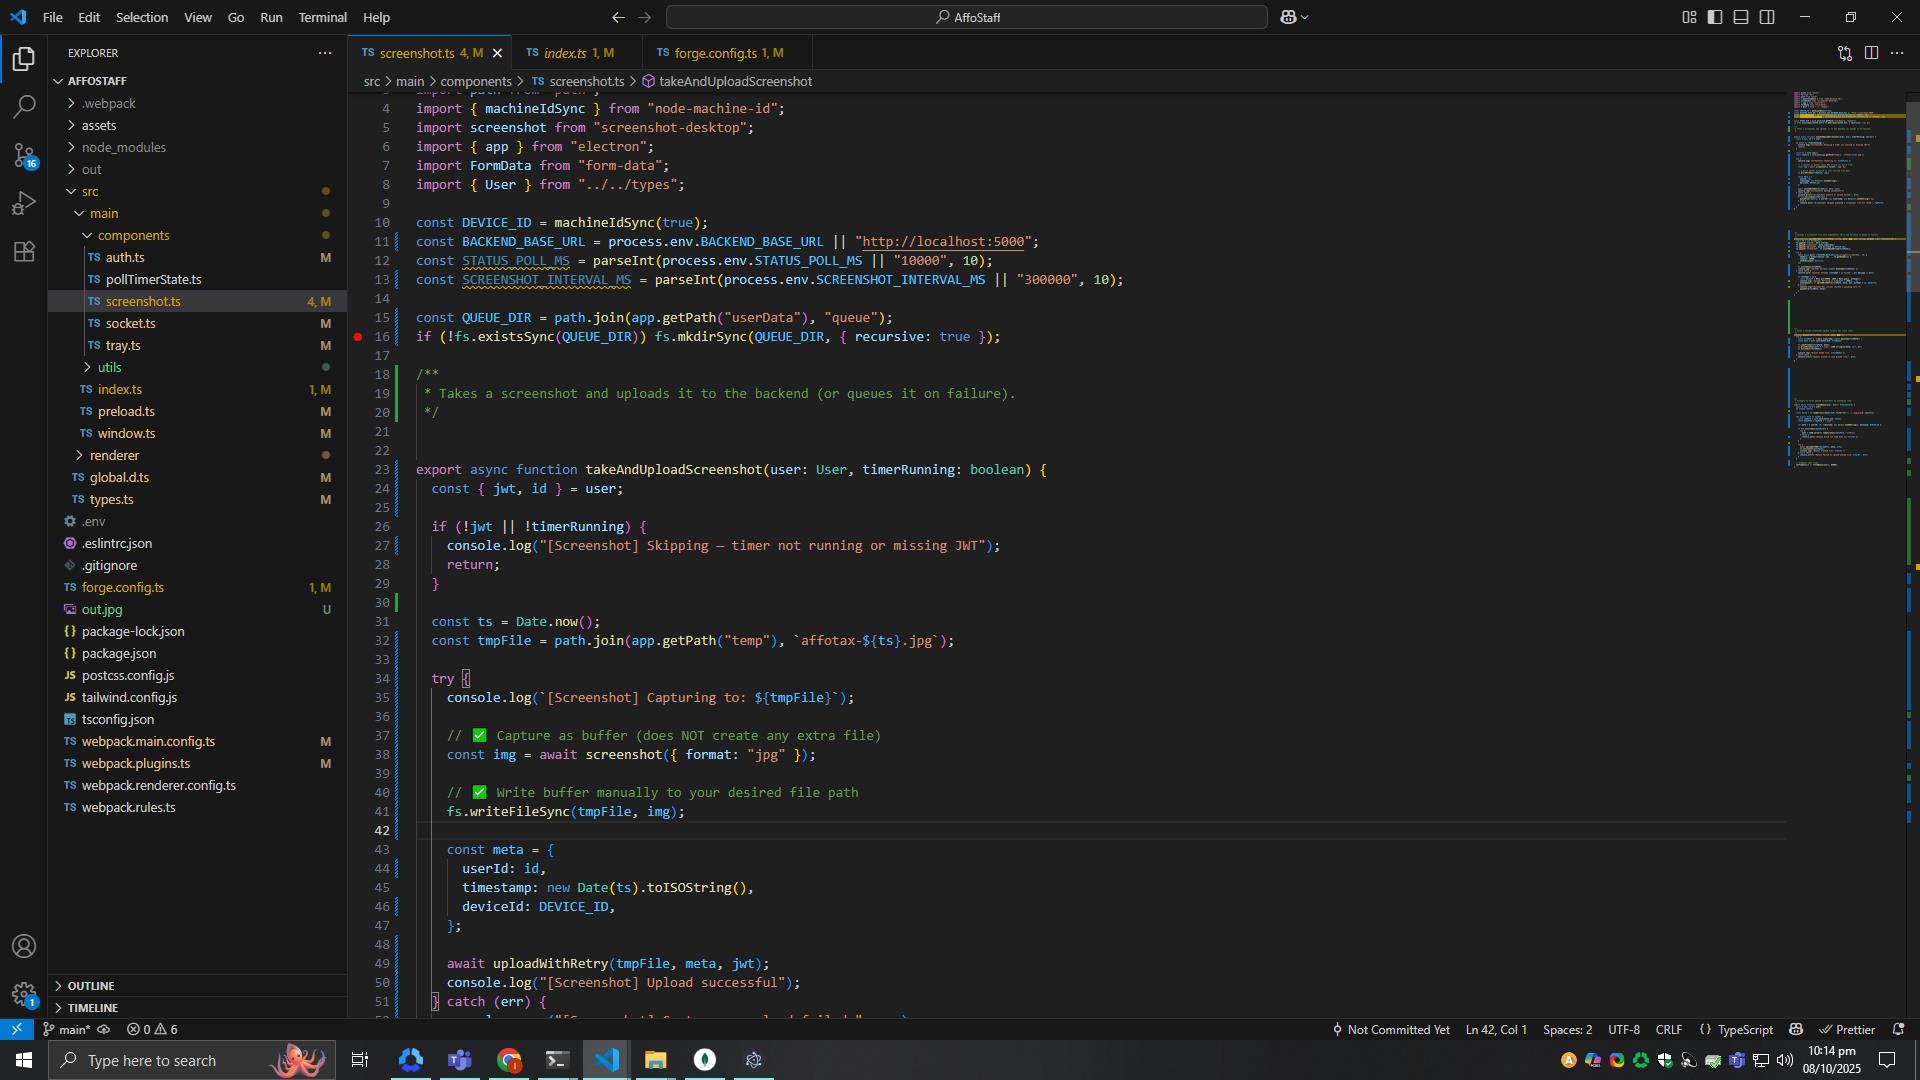 File Edit Selection View Go Run Terminal Help
AffoStaff
EXPLORER
AFFOSTAFF
.webpack
assets
node_modules
out
src
main
components
TS auth.ts M
TS pollTimerState.ts
TS screenshot.ts 4, M
TS socket.ts M
TS tray.ts M
utils
TS index.ts 1, M
TS preload.ts M
TS window.ts M
renderer
TS global.d.ts M
TS types.ts M
.env
.eslintrc.json
.gitignore
TS forge.config.ts 1, M
out.jpg U
{} package-lock.json
{} package.json
JS postcss.config.js
JS tailwind.config.js
tsconfig.json
TS webpack.main.config.ts M
TS webpack.plugins.ts M
TS webpack.renderer.config.ts
TS webpack.rules.ts
OUTLINE
TIMELINE
16
1
TS screenshot.ts 4, M
TS index.ts 1, M
TS forge.config.ts 1, M
src > main > components > TS screenshot.ts > takeAndUploadScreenshot
4 import { machineIdSync } from "node-machine-id";
5 import screenshot from "screenshot-desktop";
6 import { app } from "electron";
7 import FormData from "form-data";
8 import { User } from "../../types";
9
10 const DEVICE_ID = machineIdSync(true);
11 const BACKEND_BASE_URL = process.env.BACKEND_BASE_URL || "http://localhost:5000";
12 const STATUS_POLL_MS = parseInt(process.env.STATUS_POLL_MS || "10000", 10);
13 const SCREENSHOT_INTERVAL_MS = parseInt(process.env.SCREENSHOT_INTERVAL_MS || "300000", 10);
14
15 const QUEUE_DIR = path.join(app.getPath("userData"), "queue");
16 if (!fs.existsSync(QUEUE_DIR)) fs.mkdirSync(QUEUE_DIR, { recursive: true });
17
18 /**
19 * Takes a screenshot and uploads it to the backend (or queues it on failure).
20 */
21
22
23 export async function takeAndUploadScreenshot(user: User, timerRunning: boolean) {
24 const { jwt, id } = user;
25
26 if (!jwt || !timerRunning) {
27 console.log("[Screenshot] Skipping — timer not running or missing JWT");
28 return;
29 }
30
31 const ts = Date.now();
32 const tmpFile = path.join(app.getPath("temp"), `affotax-${ts}.jpg`);
33
34 try {
35 console.log(`[Screenshot] Capturing to: ${tmpFile}`);
36
37 // ✅ Capture as buffer (does NOT create any extra file)
38 const img = await screenshot({ format: "jpg" });
39
40 // ✅ Write buffer manually to your desired file path
41 fs.writeFileSync(tmpFile, img);
42
43 const meta = {
44 userId: id,
45 timestamp: new Date(ts).toISOString(),
46 deviceId: DEVICE_ID,
47 };
48
49 await uploadWithRetry(tmpFile, meta, jwt);
50 console.log("[Screenshot] Upload successful");
51 } catch (err) {
main* 0 6
Not Committed Yet Ln 42, Col 1 Spaces: 2 UTF-8 CRLF {} TypeScript Prettier
Type here to search
10:14 pm
08/10/2025